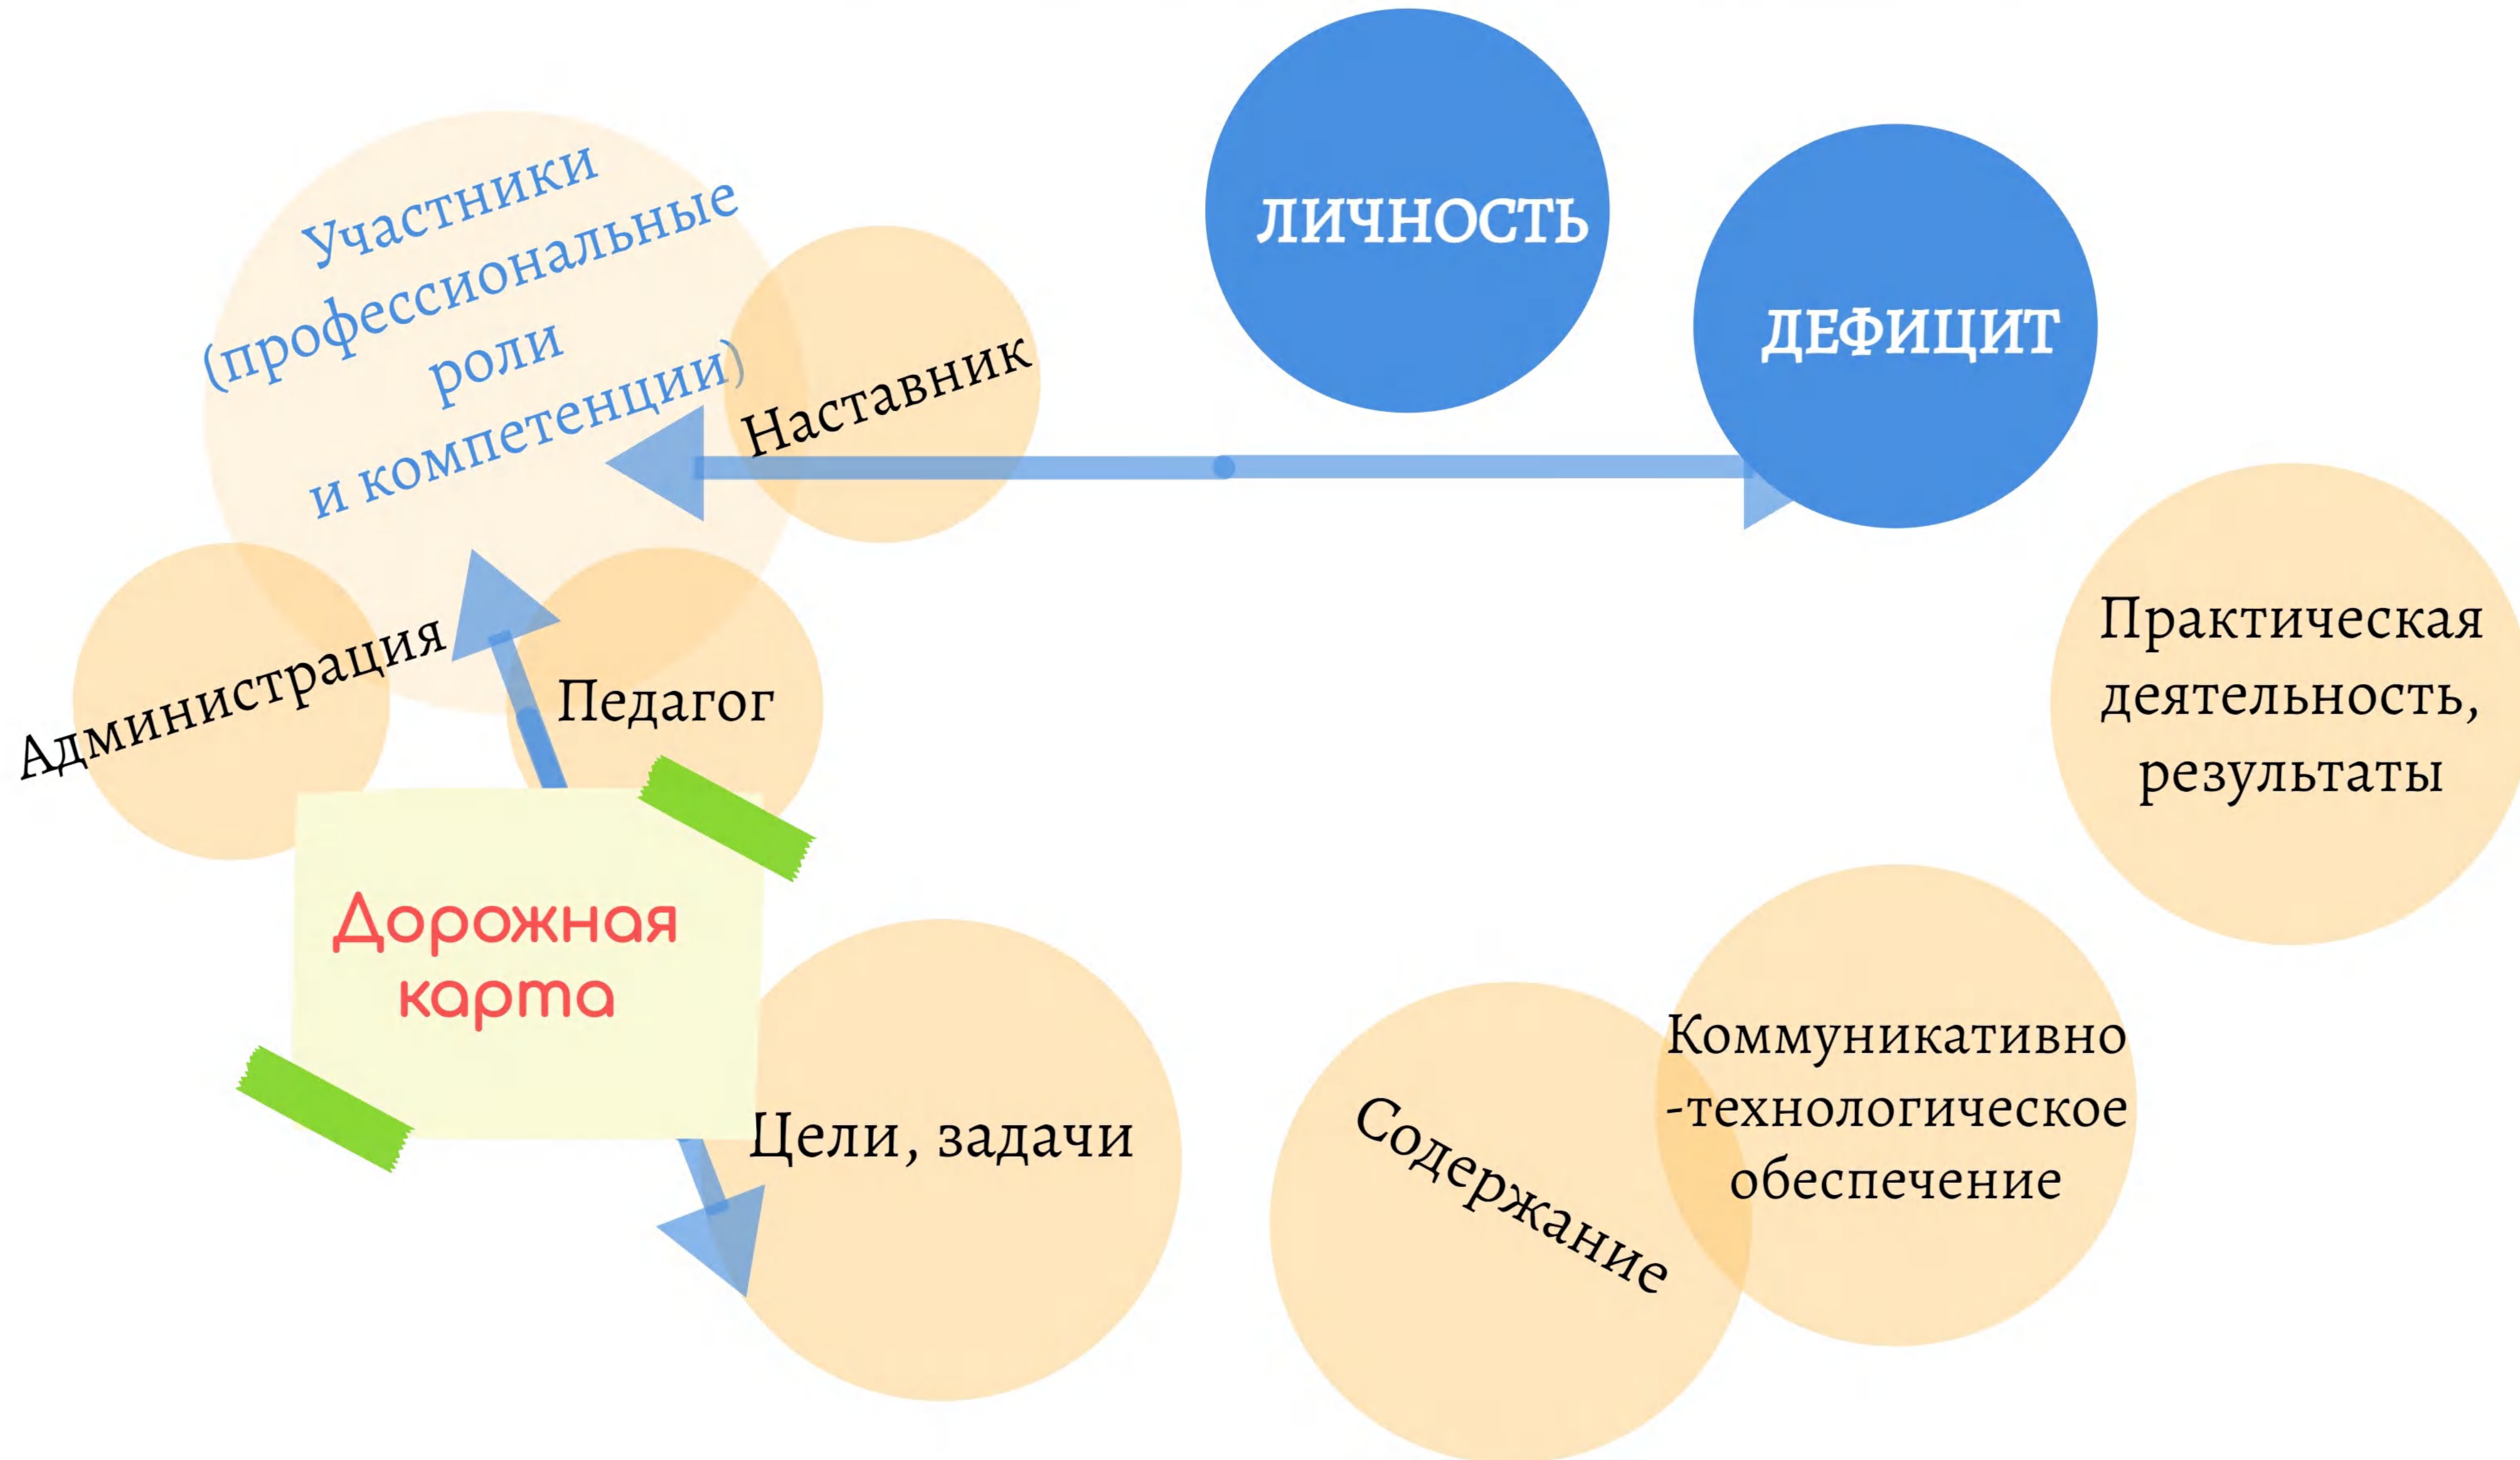 Участники
(профессиональные
роли
и компетенции)
Наставник
ЛИЧНОСТЬ
ДЕФИЦИТ
Администрация
Педагог
Практическая
деятельность,
результаты
Дорожная
карта
Цели, задачи
Содержание
Коммуникативно
-технологическое
обеспечение